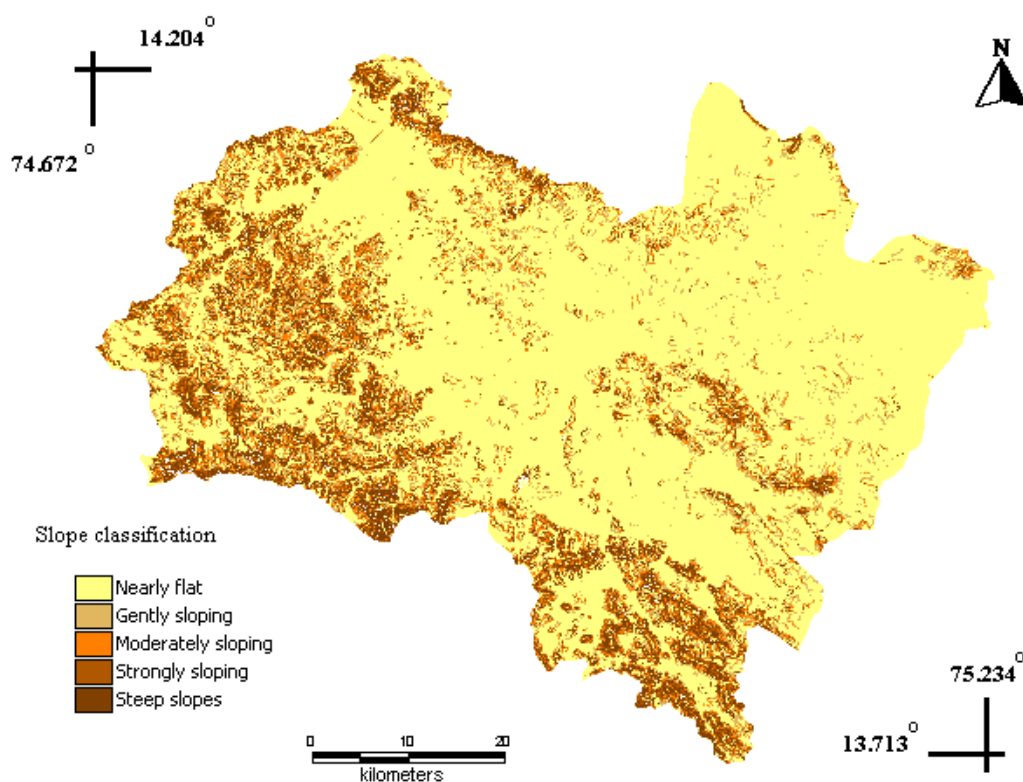 14.204°
N
74.672°
Slope classification
Nearly flat
Gently sloping
Moderately sloping
Strongly sloping
Steep slopes
75.234°
13.713°
0 10 20
kilometers